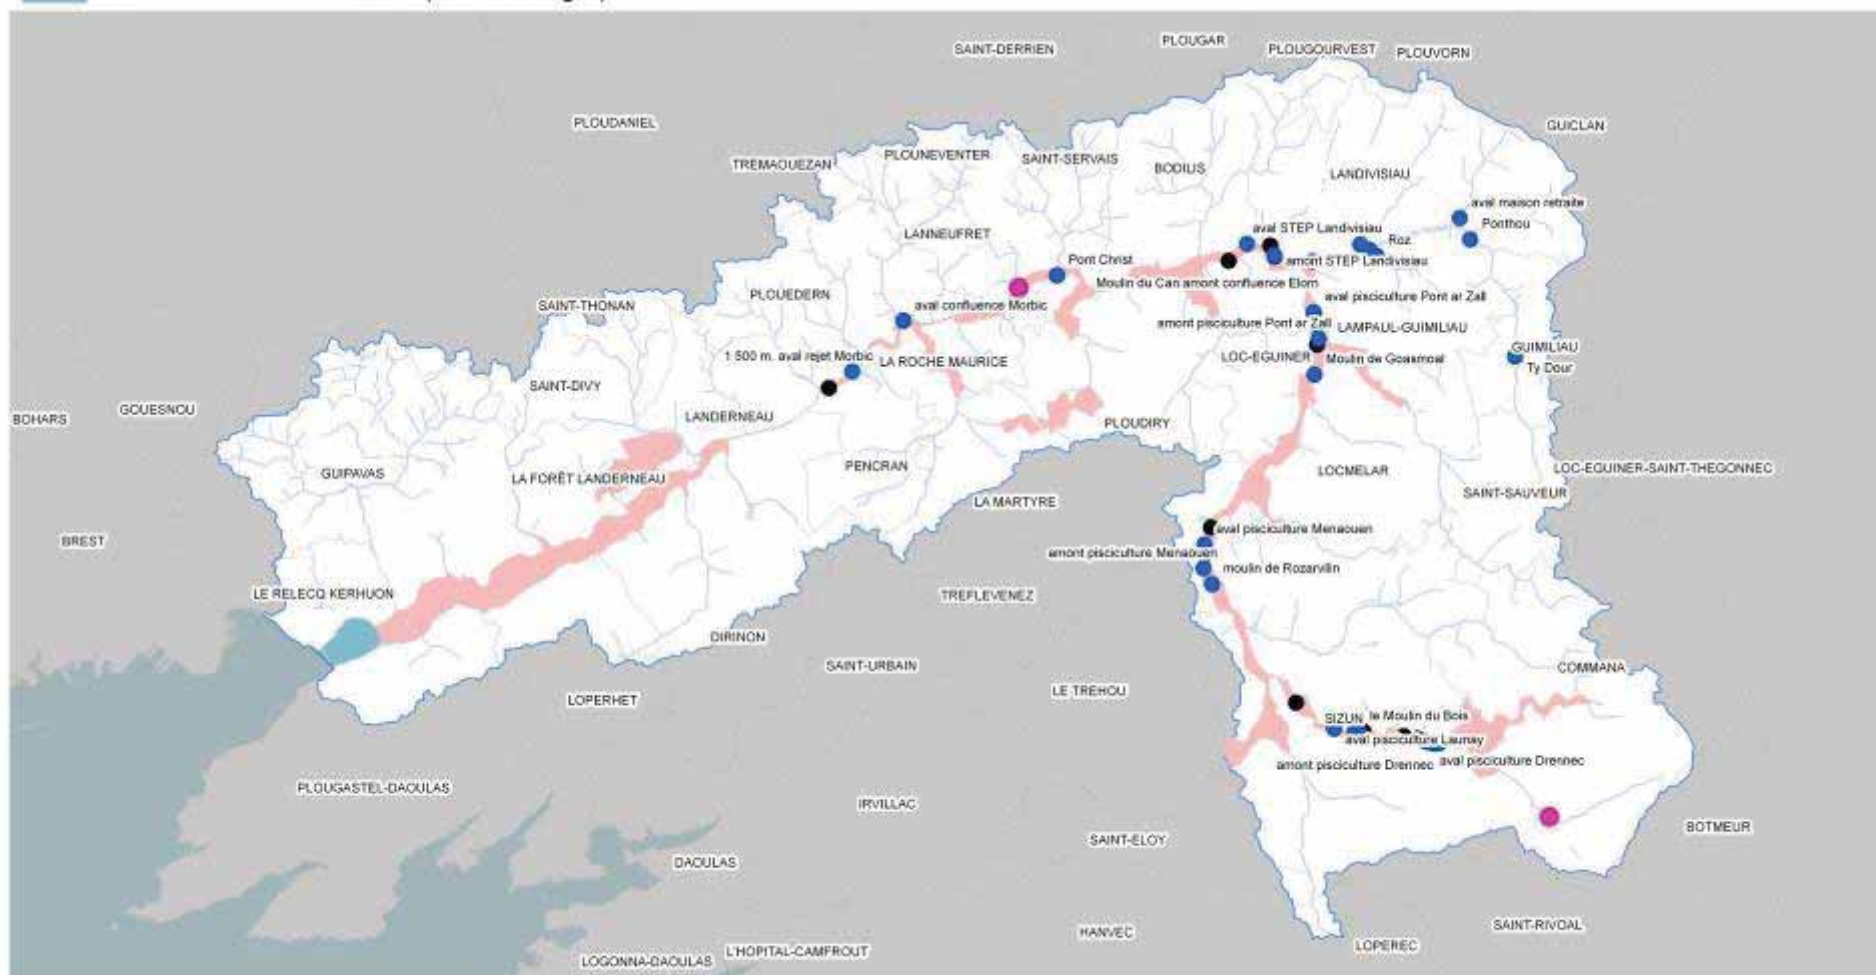 PLOUGAR
SAINT-DERRIEN
PLOUGOURVEST
PLOUVORN
PLOUDANIEL
GUICLAN
PLOUNEVENTER
SAINT-SERVAIS
TREMAOUEZAN
BODILIS
LANDIVISIAU
aval maison retraite
Ponthou
aval STEP Landivisiau
LANNEUFRET
Roz
Pont Christ
amont STEP Landivisiau
Moulin du Can amont confluence Elorn
PLOUEDERN
aval pisciculture Pont ar Zall
SAINT-THONAN
aval confluence Morbic
amont pisciculture Pont ar Zall
LAMPAUL-GUIMILIAU
GUIMILIAU
1 500 m. aval rejet Morbic
LA ROCHE MAURICE
LOC-EGUINER
Moulin de Goasmoal
Ty Dour
SAINT-DIVY
GOUESNOU
BOHARS
LANDERNEAU
PLOUDIRY
PENCRAN
LOCMELAR
LOC-EGUINER-SAINT-THEGONNEC
GUIPAVAS
LA FORÊT LANDERNEAU
SAINT-SAUVEUR
LA MARTYRE
aval pisciculture Menaouen
BREST
amont pisciculture Menaouen
moulin de Rozarvilin
LE RELECQ KERHUON
TREFLEVENEZ
DIRINON
SAINT-URBAIN
COMMANA
LE TREHOU
LOPERHET
SIZUN
le Moulin du Bois
aval pisciculture Launay
aval pisciculture Drennec
amont pisciculture Drennec
PLOUGASTEL-DAOULAS
IRVILLAC
BOTMEUR
SAINT-ELOY
DAOULAS
SAINT-RIVOAL
HANVEC
LOPEREC
L'HOPITAL-CAMFROUT
LOGONNA-DAOULAS